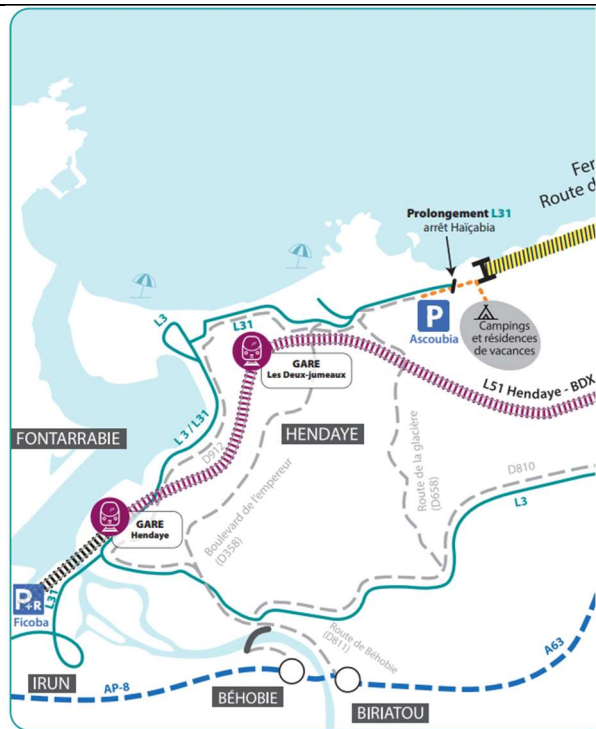 Fer
Route d
Prolongement L31
arrêt Haïçabia
L3
L31
P
Ascoubia
Campings
et résidences
de vacances
GARE
Les Deux-jumeaux
LS1 Hendaye - BDX
L3 / L31
FONTARRABIE
D912
HENDAYE
Boulevard de l'empereur
(D358)
Route de la glacière
(D658)
D810
L3
GARE
Hendaye
P+R
Ficoba
L31
Route de Béhobie
(D811)
IRUN
AP-8
BÉHOBIE
BIRIATOU
A63